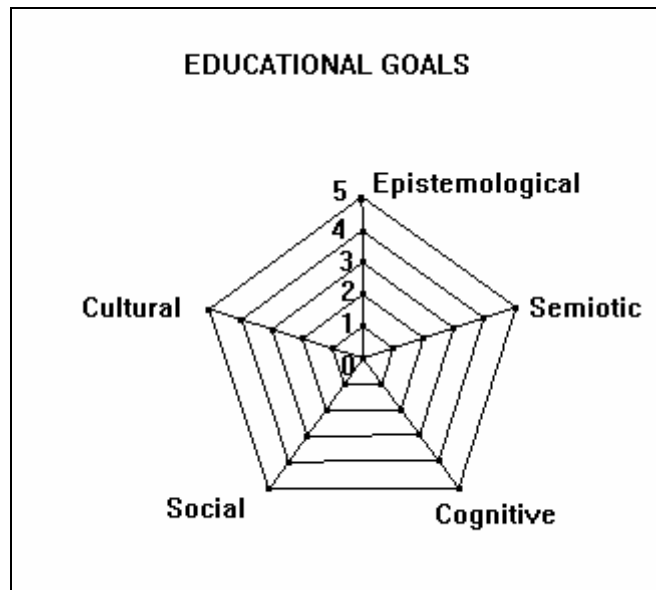 EDUCATIONAL GOALS
5 Epistemological
4
3
Cultural
Semiotic
2
1
0
Social
Cognitive